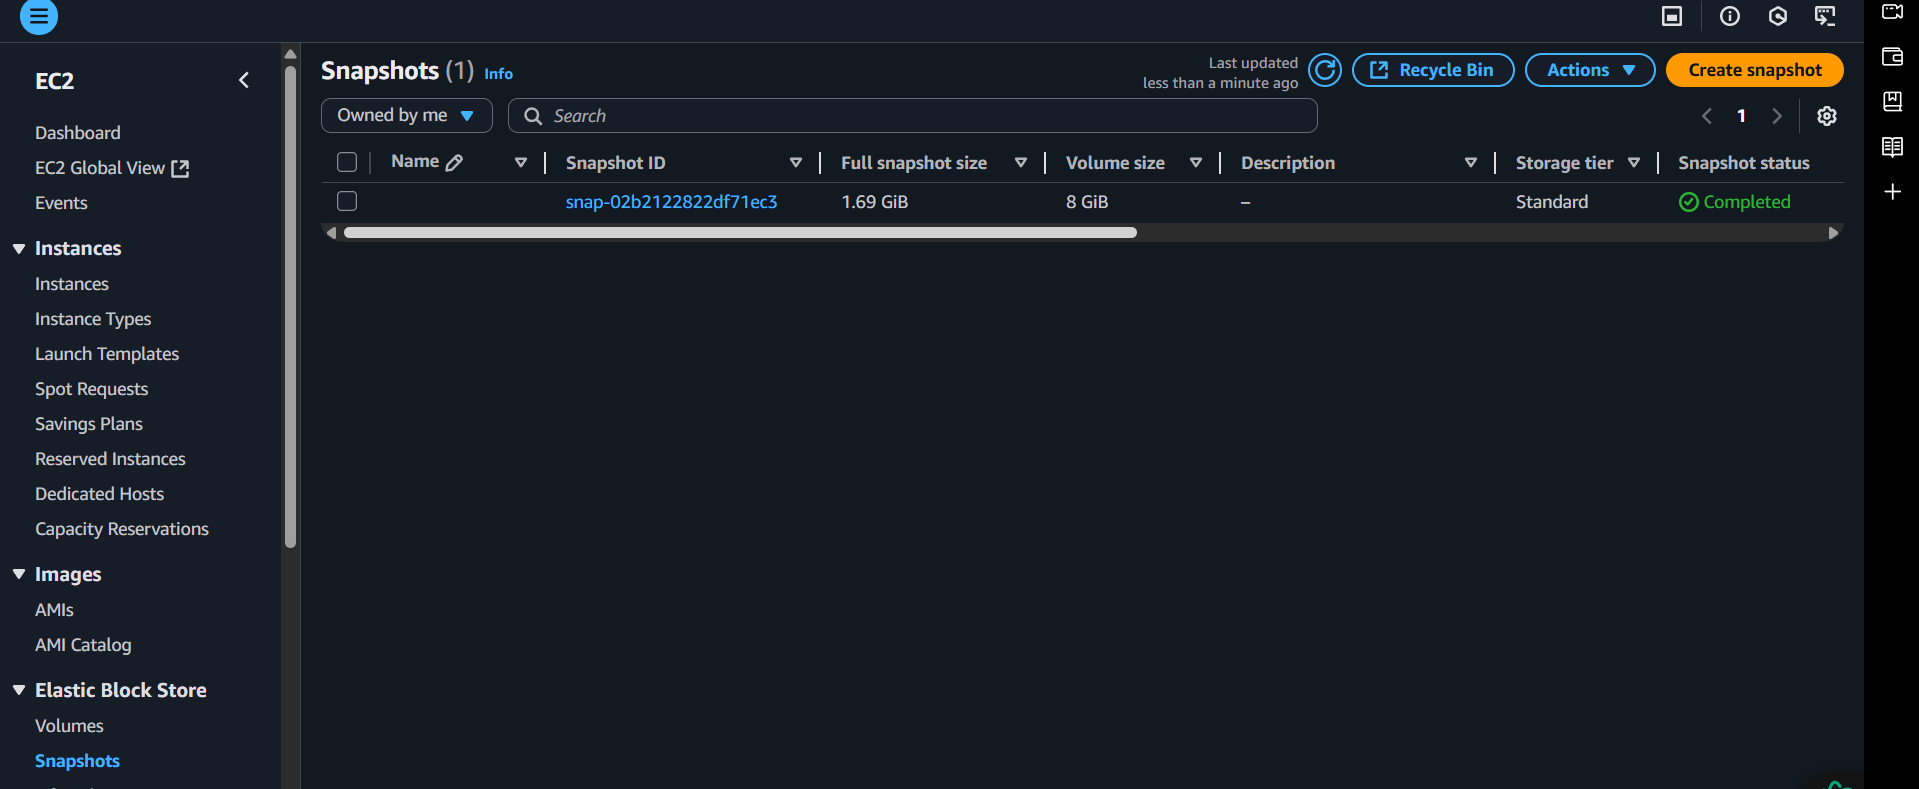 EC2
Dashboard
EC2 Global View
Events
Instances
Instances
Instance Types
Launch Templates
Spot Requests
Savings Plans
Reserved Instances
Dedicated Hosts
Capacity Reservations
Images
AMIs
AMI Catalog
Elastic Block Store
Volumes
Snapshots
Snapshots (1) Info
Last updated
less than a minute ago
Recycle Bin
Actions
Create snapshot
Owned by me
Search
1
Name Snapshot ID Full snapshot size Volume size Description Storage tier Snapshot status
snap-02b2122822df71ec3 1.69 GiB 8 GiB – Standard Completed